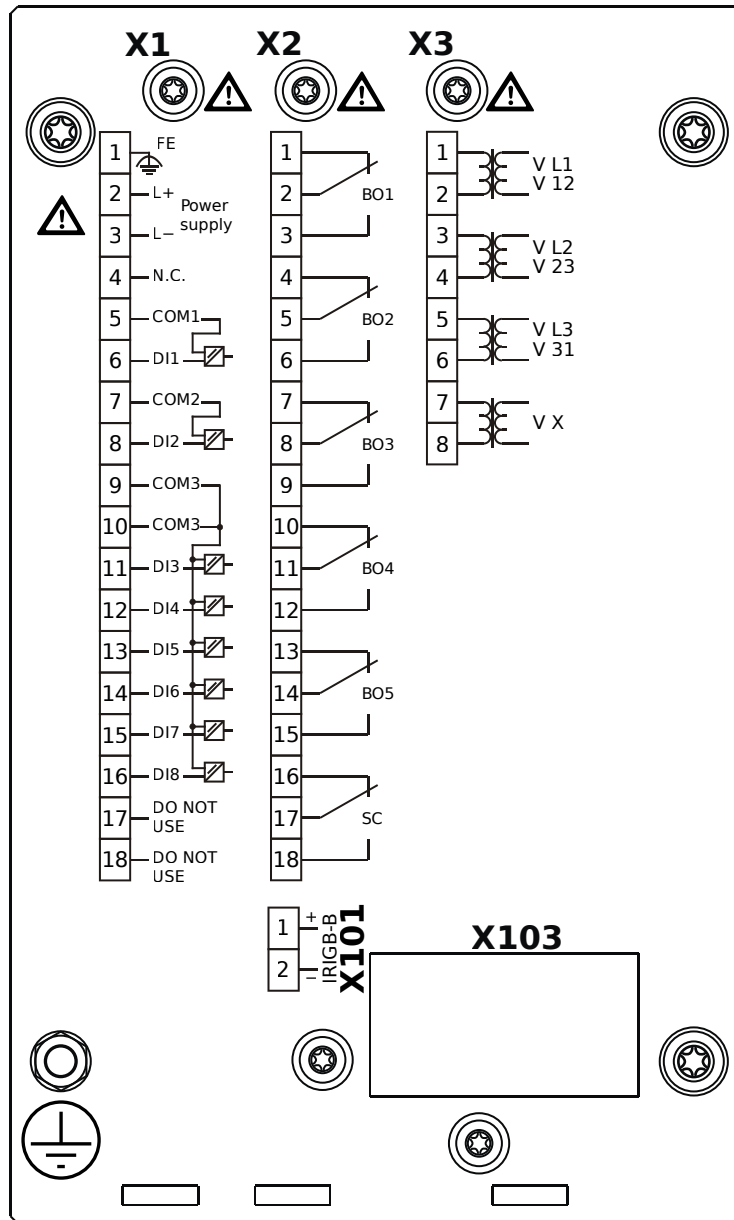 X1 X2 X3
1 FE
2 L+
Power
supply
3 L−
4 N.C.
5 COM1
6 DI1
7 COM2
8 DI2
9 COM3
10 COM3
11 DI3
12 DI4
13 DI5
14 DI6
15 DI7
16 DI8
17 DO NOT
USE
18 DO NOT
USE
1
2 BO1
3
4
5 BO2
6
7
8 BO3
9
10
11 BO4
12
13
14 BO5
15
16
17 SC
18
1 V L1
2 V 12
3 V L2
4 V 23
5 V L3
6 V 31
7 V X
8
1 +
2 −
IRIGB-B
X101
X103